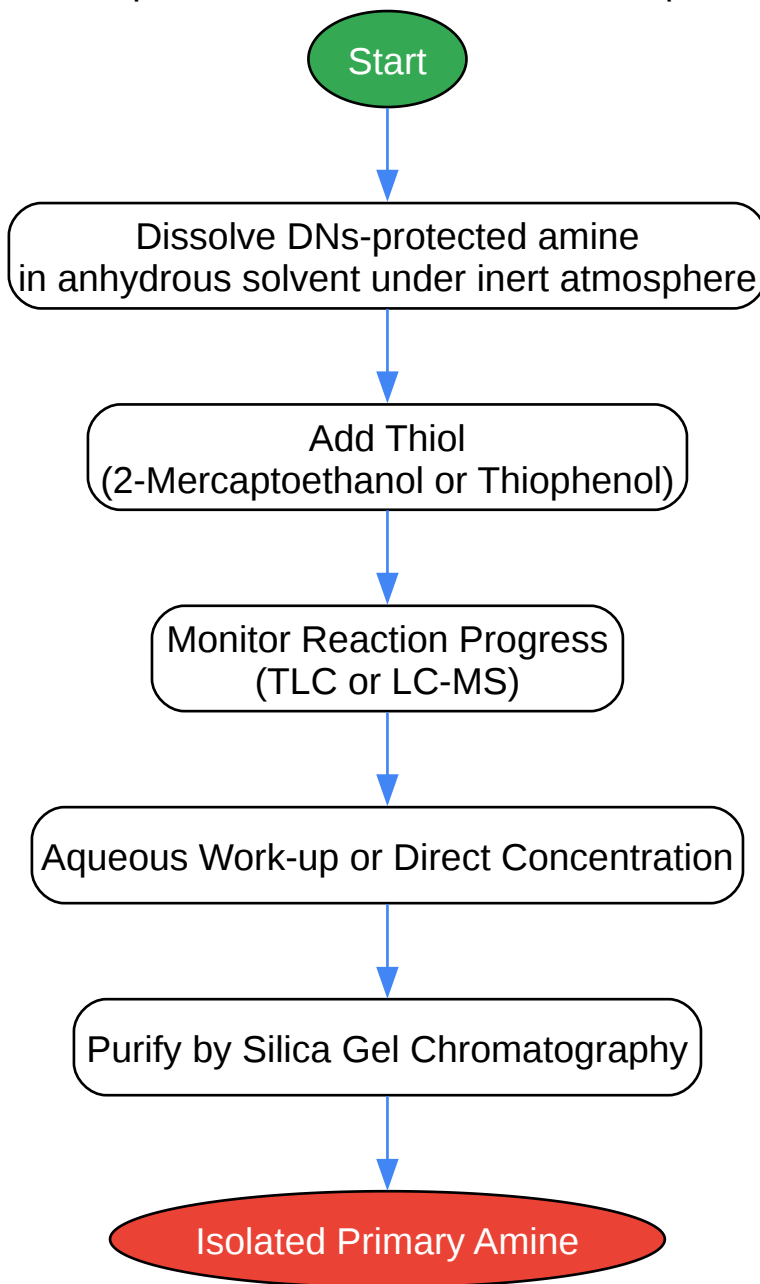 Start
Dissolve DNs-protected amine
in anhydrous solvent under inert atmosphere
Add Thiol
(2-Mercaptoethanol or Thiophenol)
Monitor Reaction Progress
(TLC or LC-MS)
Aqueous Work-up or Direct Concentration
Purify by Silica Gel Chromatography
Isolated Primary Amine